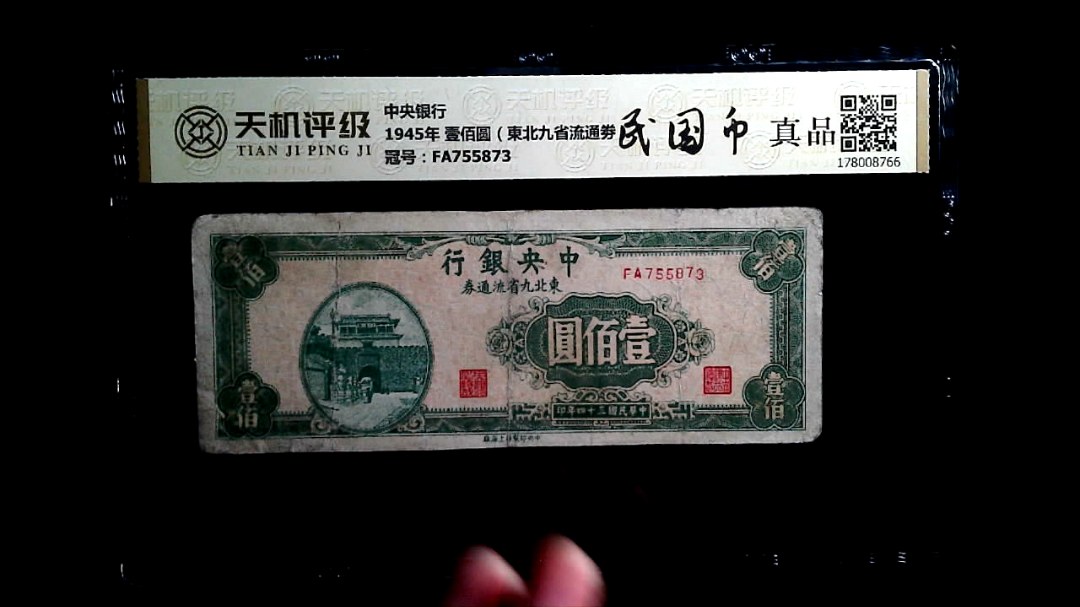 天机评级
TIAN JI PING JI
中央银行
1945年 壹佰圆（東北九省流通券
冠号：FA755873
民国币
真品
178008766
壹佰
壹佰
行銀央中
FA755873
券通流省九北東
圓佰壹
壹佰
壹佰
印年四十三國民華中